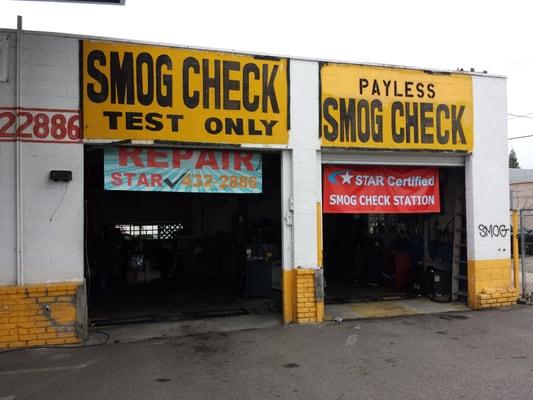 22886
SMOG CHECK
TEST ONLY
REPAIR
STAR 432-2886
PAYLESS
SMOG CHECK
STAR Certified
SMOG CHECK STATION
SMOG